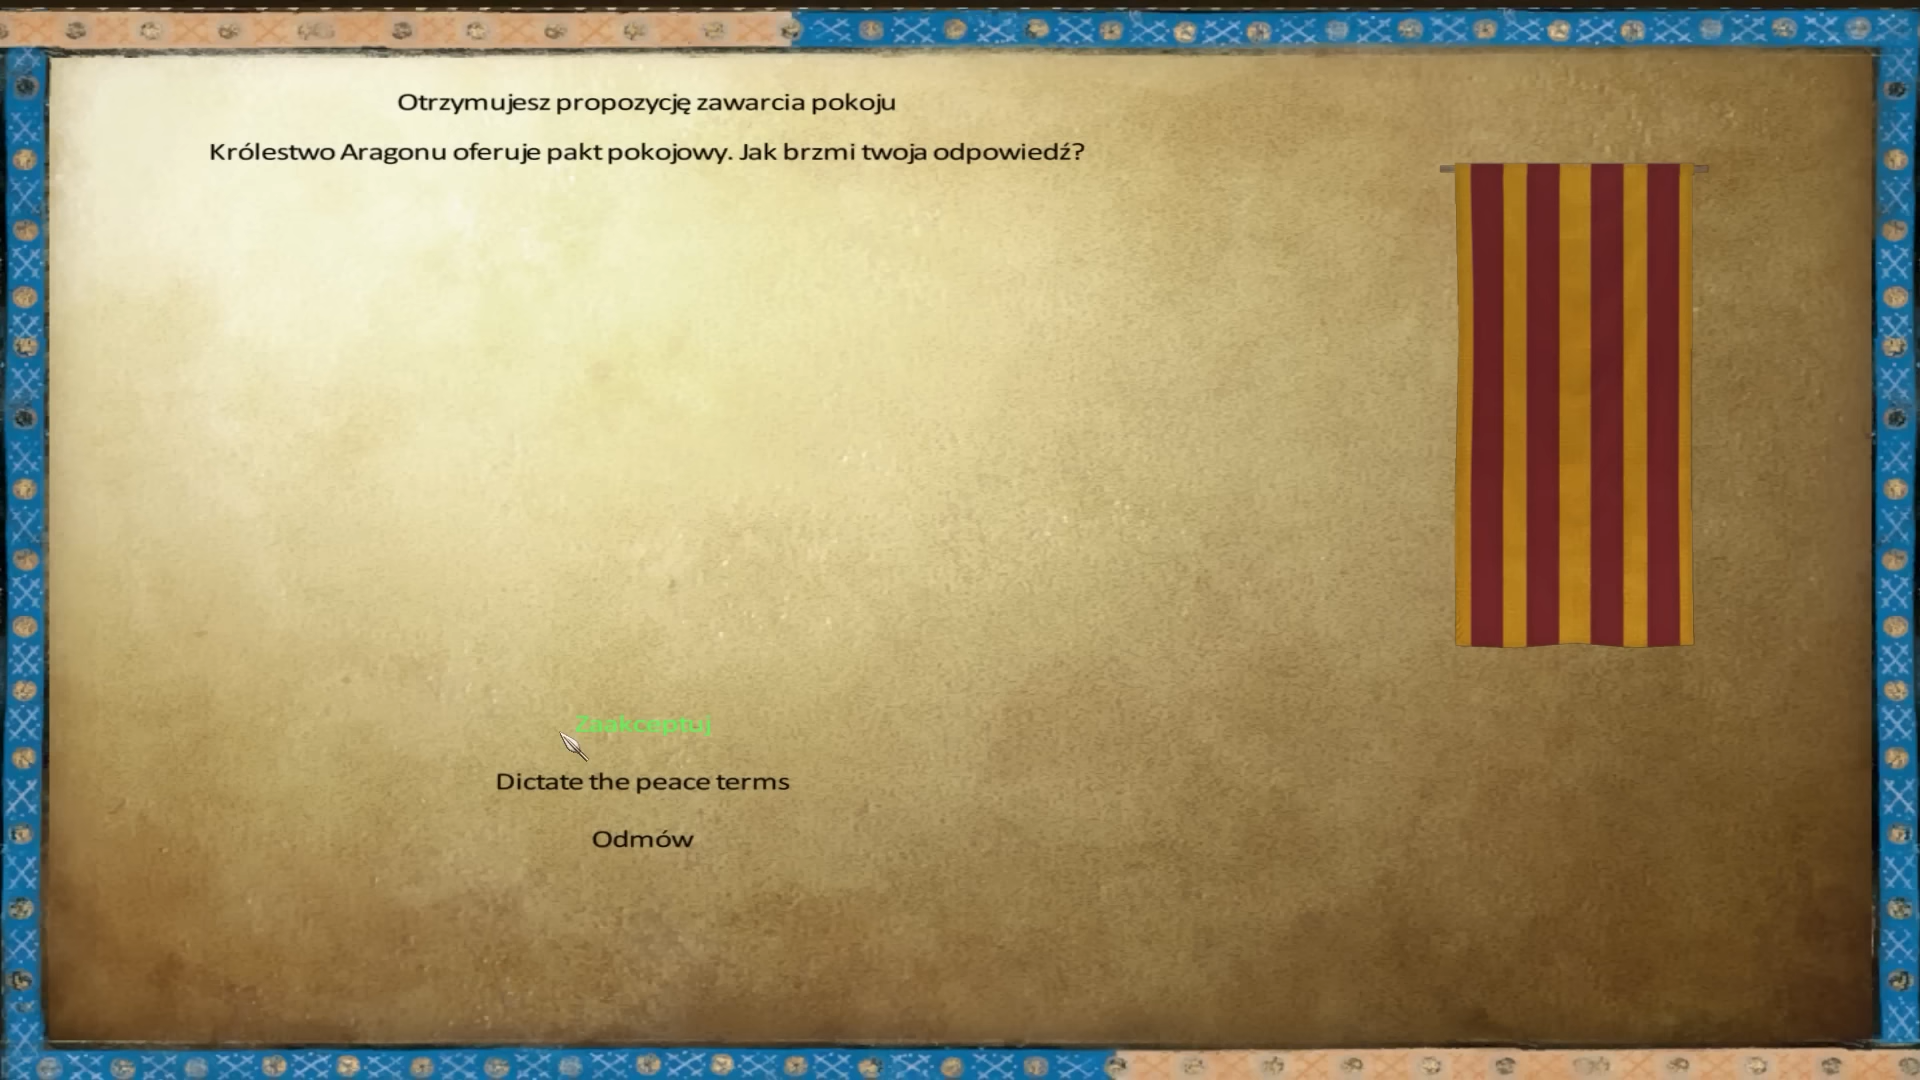 Otrzymujesz propozycję zawarcia pokoju
Królestwo Aragonu oferuje pakt pokojowy. Jak brzmi twoja odpowiedź?
Zaakceptuj
Dictate the peace terms
Odmów